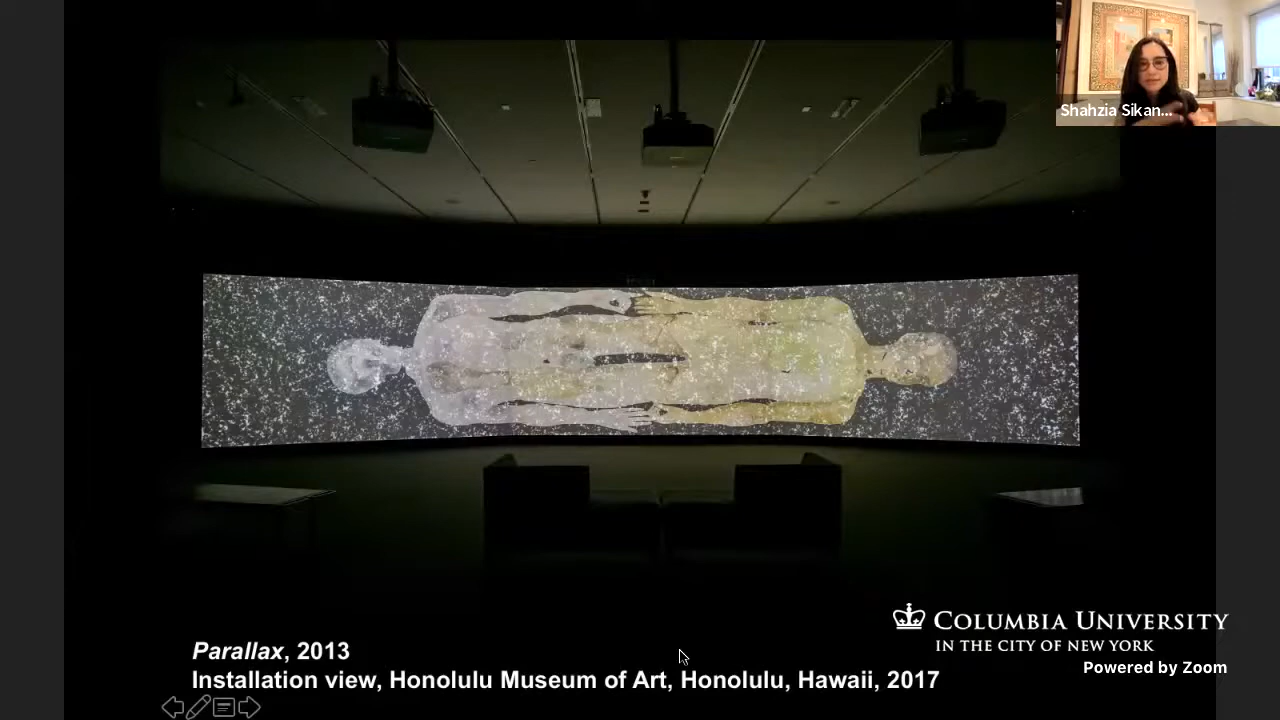 Shahzia Sikan...
COLUMBIA UNIVERSITY
IN THE CITY OF NEW YORK
Powered by Zoom
Parallax, 2013
Installation view, Honolulu Museum of Art, Honolulu, Hawaii, 2017